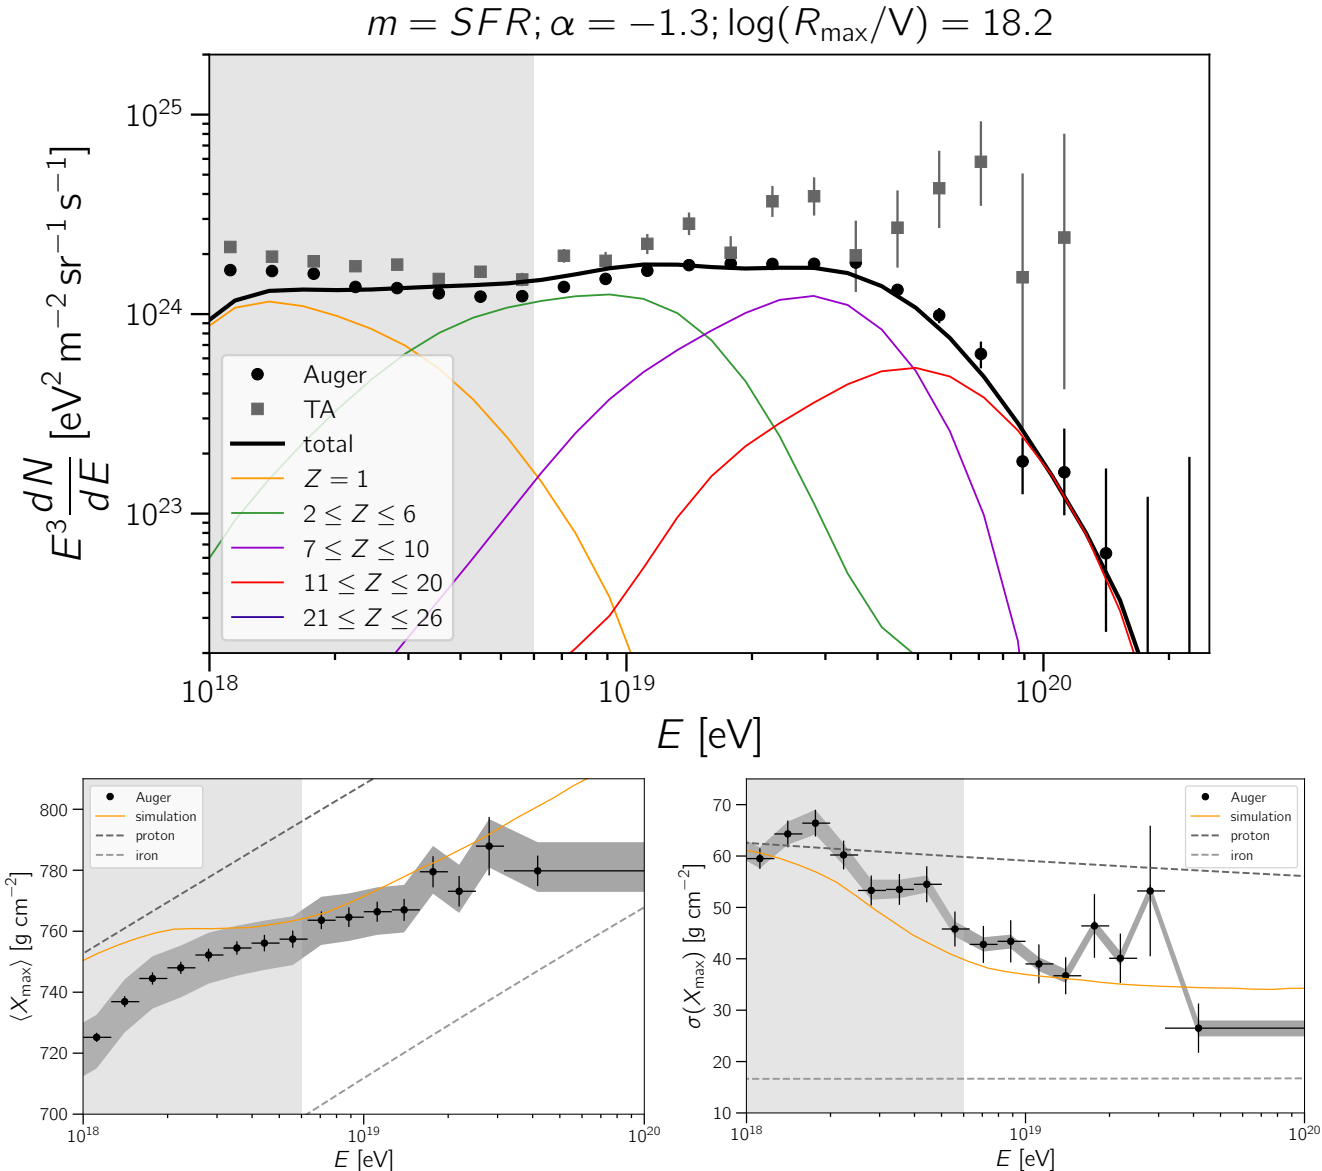 m = SFR; α = −1.3; log(R_max/V) = 18.2
10^25
10^24
10^23
E^3 dN/dE [eV^2 m^−2 sr^−1 s^−1]
Auger
TA
total
Z = 1
2 ≤ Z ≤ 6
7 ≤ Z ≤ 10
11 ≤ Z ≤ 20
21 ≤ Z ≤ 26
10^18 10^19 10^20
E [eV]
800
780
760
740
720
700
⟨X_max⟩ [g cm^−2]
Auger
simulation
proton
iron
10^18 10^19 10^20
E [eV]
70
60
50
40
30
20
10
σ(X_max) [g cm^−2]
Auger
simulation
proton
iron
10^18 10^19 10^20
E [eV]